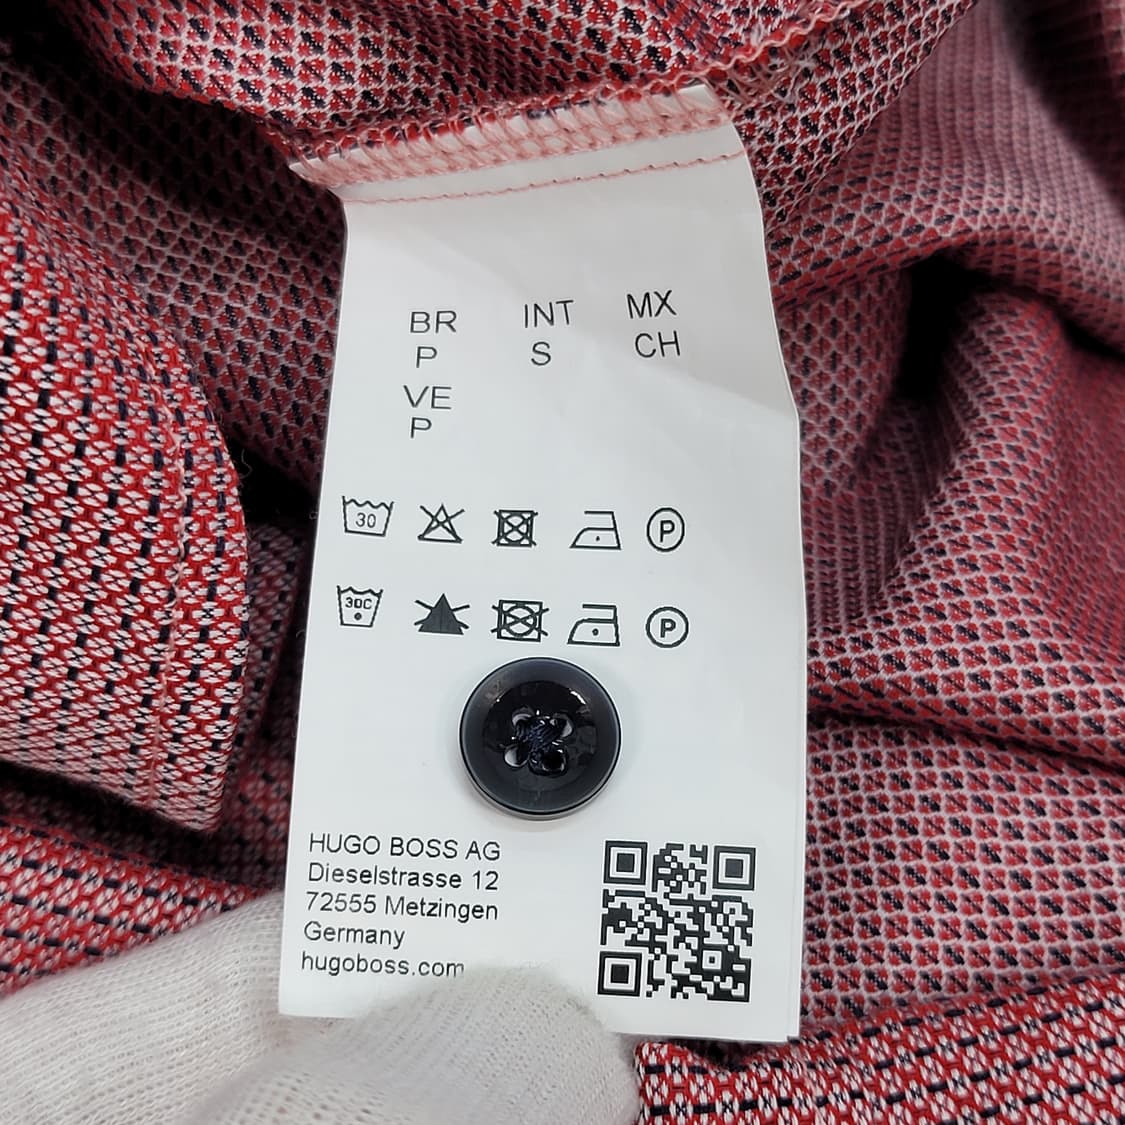 BR INT MX
P S CH
VE
P
30 P
30C P
HUGO BOSS AG
Dieselstrasse 12
72555 Metzingen
Germany
hugoboss.com